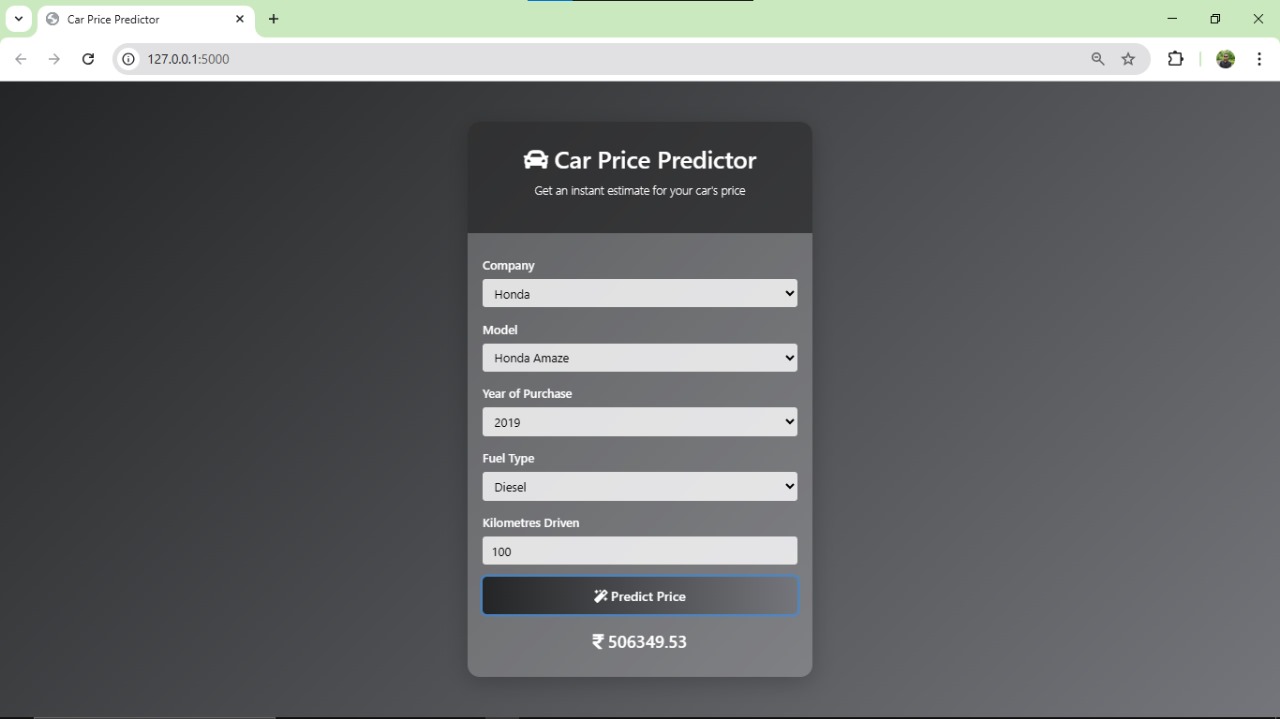 Car Price Predictor
127.0.0.1:5000
Car Price Predictor
Get an instant estimate for your car's price
Company
Honda
Model
Honda Amaze
Year of Purchase
2019
Fuel Type
Diesel
Kilometres Driven
100
Predict Price
₹ 506349.53